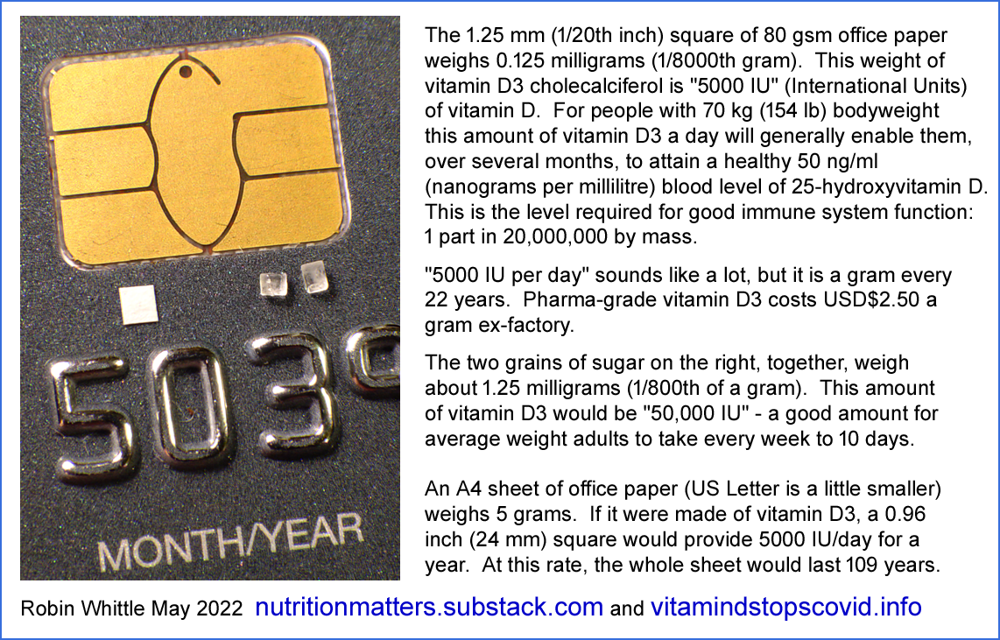 The 1.25 mm (1/20th inch) square of 80 gsm office paper
weighs 0.125 milligrams (1/8000th gram).  This weight of
vitamin D3 cholecalciferol is "5000 IU" (International Units)
of vitamin D.  For people with 70 kg (154 lb) bodyweight
this amount of vitamin D3 a day will generally enable them,
over several months, to attain a healthy 50 ng/ml
(nanograms per millilitre) blood level of 25-hydroxyvitamin D.
This is the level required for good immune system function:
1 part in 20,000,000 by mass.
"5000 IU per day" sounds like a lot, but it is a gram every
22 years.  Pharma-grade vitamin D3 costs USD$2.50 a
gram ex-factory.
The two grains of sugar on the right, together, weigh
about 1.25 milligrams (1/800th of a gram).  This amount
of vitamin D3 would be "50,000 IU" - a good amount for
average weight adults to take every week to 10 days.
An A4 sheet of office paper (US Letter is a little smaller)
weighs 5 grams.  If it were made of vitamin D3, a 0.96
inch (24 mm) square would provide 5000 IU/day for a
year.  At this rate, the whole sheet would last 109 years.
503
MONTH/YEAR
Robin Whittle May 2022  nutritionmatters.substack.com and vitamindstopscovid.info